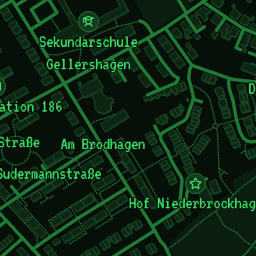 Sekundarschule
Gellershagen
ation 186
D
Straße
Am Brodhagen
Sudermannstraße
Hof Niederbrockhag